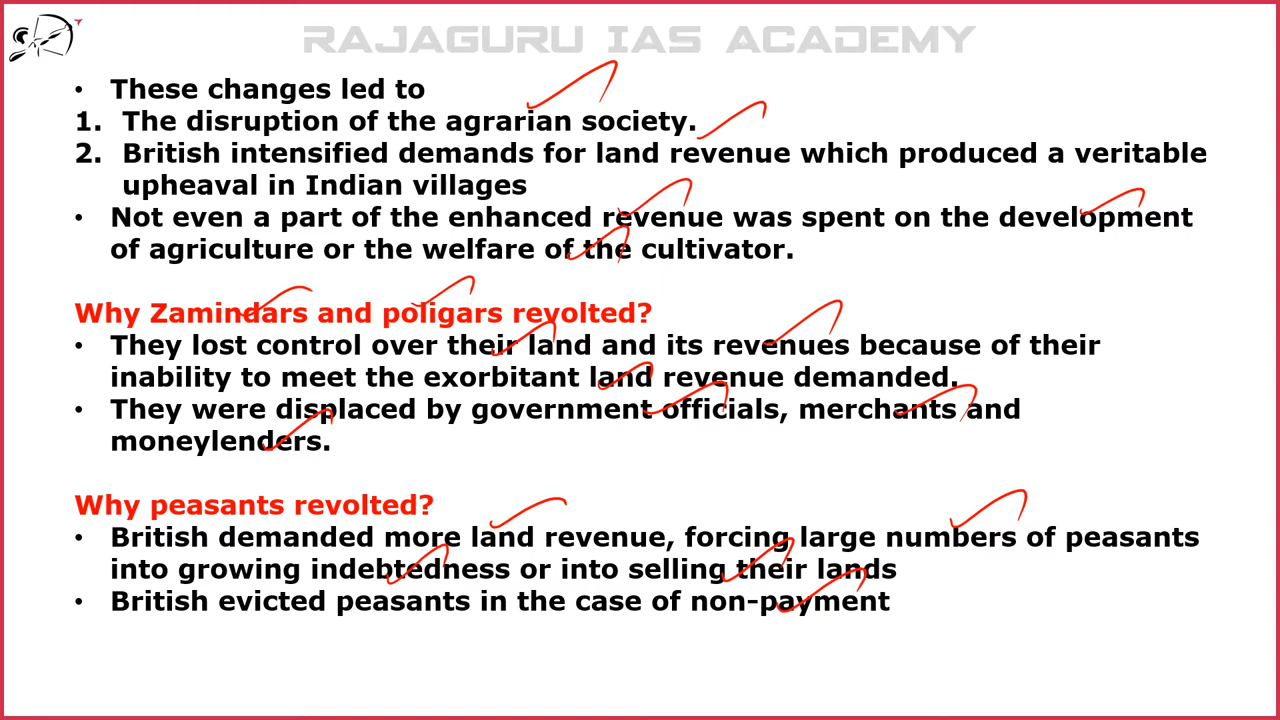 RAJAGURU IAS ACADEMY
• These changes led to
1. The disruption of the agrarian society.
2. British intensified demands for land revenue which produced a veritable
upheaval in Indian villages
• Not even a part of the enhanced revenue was spent on the development
of agriculture or the welfare of the cultivator.
Why Zamindars and poligars revolted?
• They lost control over their land and its revenues because of their
inability to meet the exorbitant land revenue demanded.
• They were displaced by government officials, merchants and
moneylenders.
Why peasants revolted?
• British demanded more land revenue, forcing large numbers of peasants
into growing indebtedness or into selling their lands
• British evicted peasants in the case of non-payment